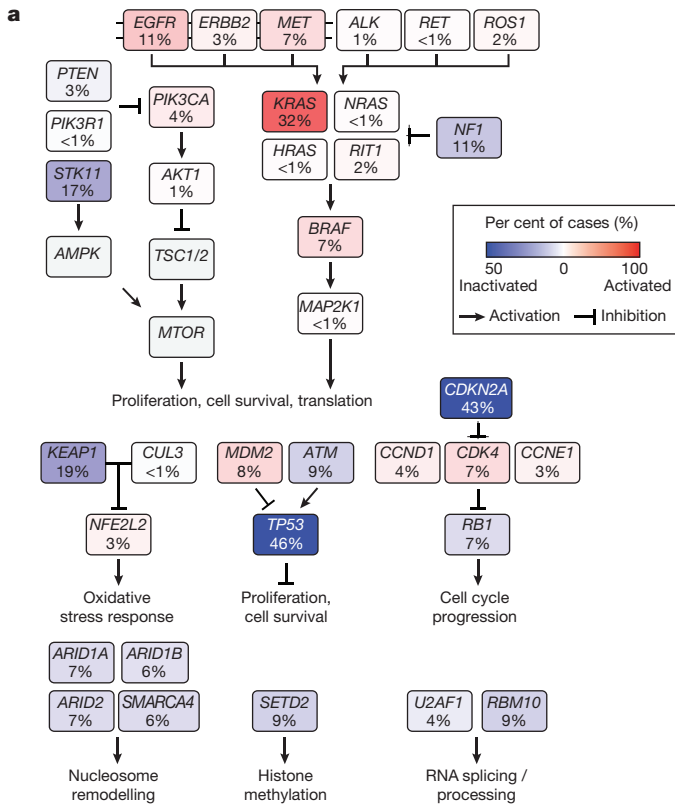 a
EGFR ERBB2 MET ALK RET ROS1
11% 3% 7% 1% <1% 2%
PTEN
3%
PIK3R1
<1%
PIK3CA
4%
STK11
17%
AKT1
1%
AMPK
TSC1/2
MTOR
KRAS NRAS
32% <1%
HRAS RIT1
<1% 2%
NF1
11%
BRAF
7%
MAP2K1
<1%
Proliferation, cell survival, translation
Per cent of cases (%)
50 0 100
Inactivated Activated
Activation Inhibition
KEAP1 CUL3
19% <1%
NFE2L2
3%
Oxidative
stress response
MDM2 ATM
8% 9%
TP53
46%
Proliferation,
cell survival
CDKN2A
43%
CCND1 CDK4 CCNE1
4% 7% 3%
RB1
7%
Cell cycle
progression
ARID1A ARID1B
7% 6%
ARID2 SMARCA4
7% 6%
Nucleosome
remodelling
SETD2
9%
Histone
methylation
U2AF1 RBM10
4% 9%
RNA splicing /
processing